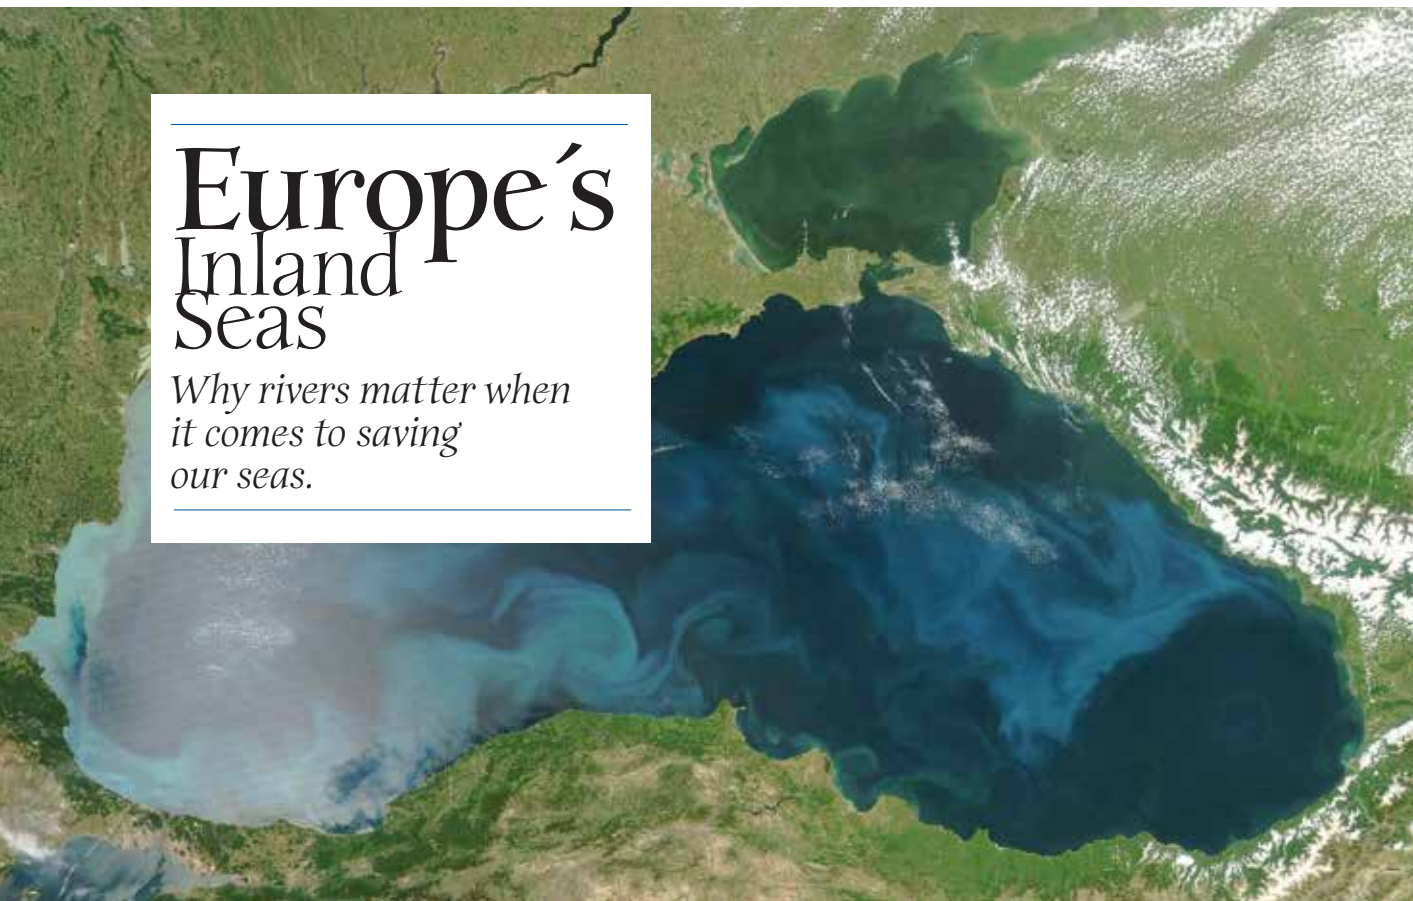 Europe´s
Inland
Seas
Why rivers matter when
it comes to saving
our seas.